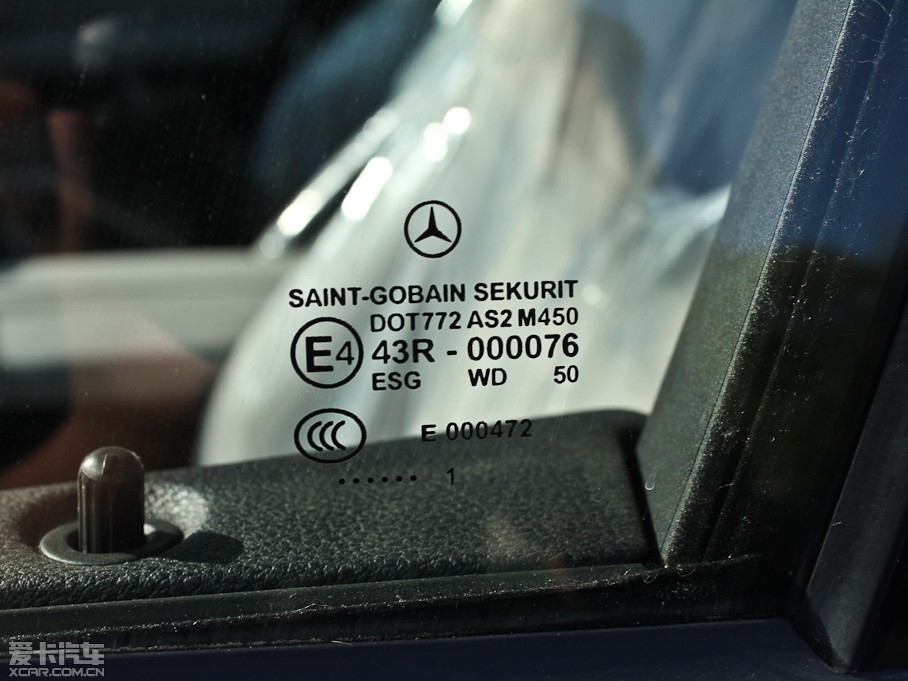 SAINT-GOBAIN SEKURIT
DOT772 AS2 M450
E4 43R - 000076
ESG WD 50
CCC E 000472
...... 1
爱卡汽车
XCAR.COM.CN